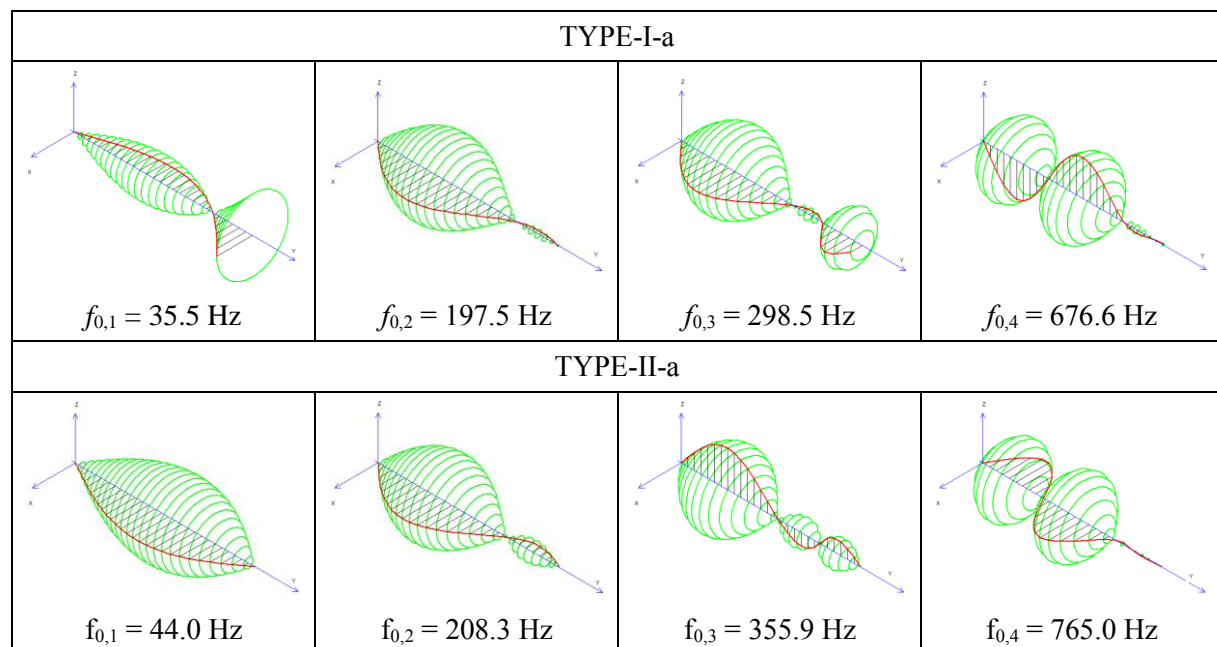 TYPE-I-a
Z X Y
Z X Y
Z X Y
Z X Y
f0,1 = 35.5 Hz
f0,2 = 197.5 Hz
f0,3 = 298.5 Hz
f0,4 = 676.6 Hz
TYPE-II-a
Z X Y
Z X Y
Z X Y
Z X Y
f0,1 = 44.0 Hz
f0,2 = 208.3 Hz
f0,3 = 355.9 Hz
f0,4 = 765.0 Hz